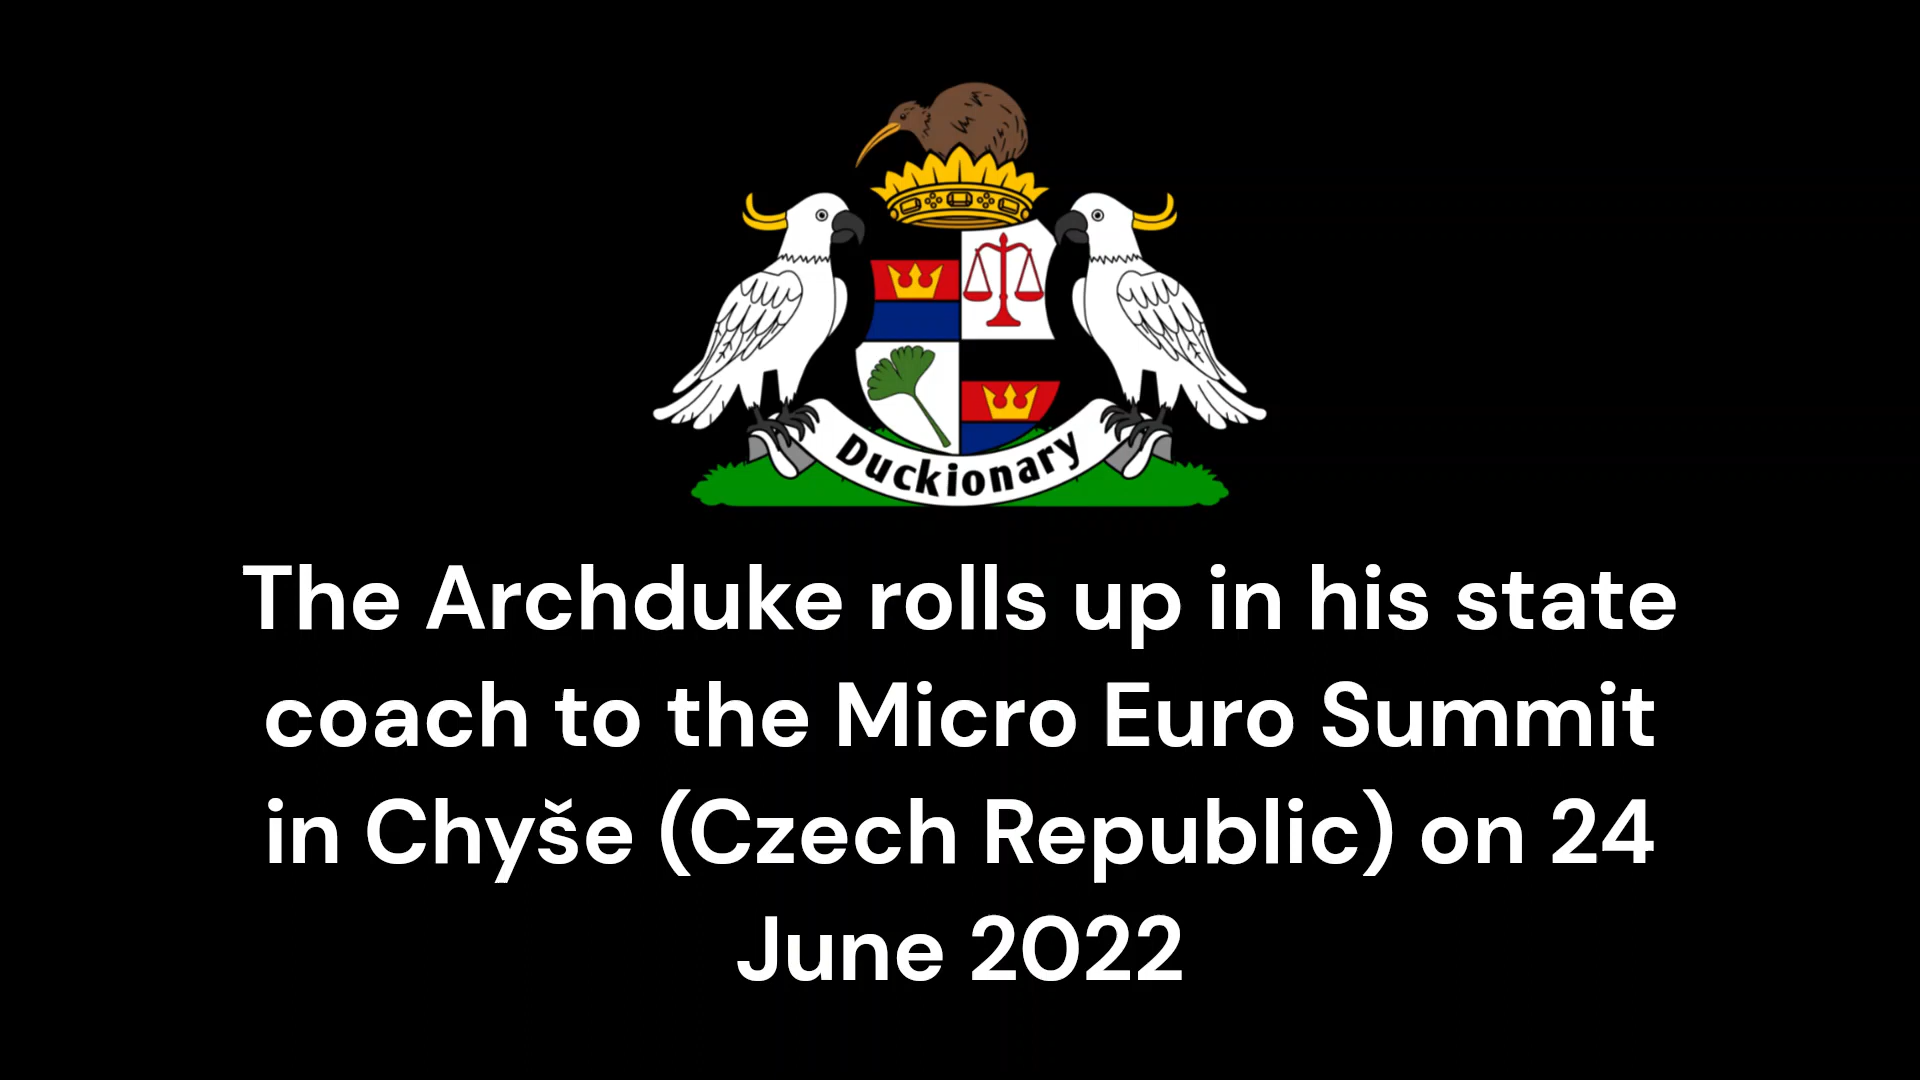 Duckionary
The Archduke rolls up in his state
coach to the Micro Euro Summit
in Chyše (Czech Republic) on 24
June 2022